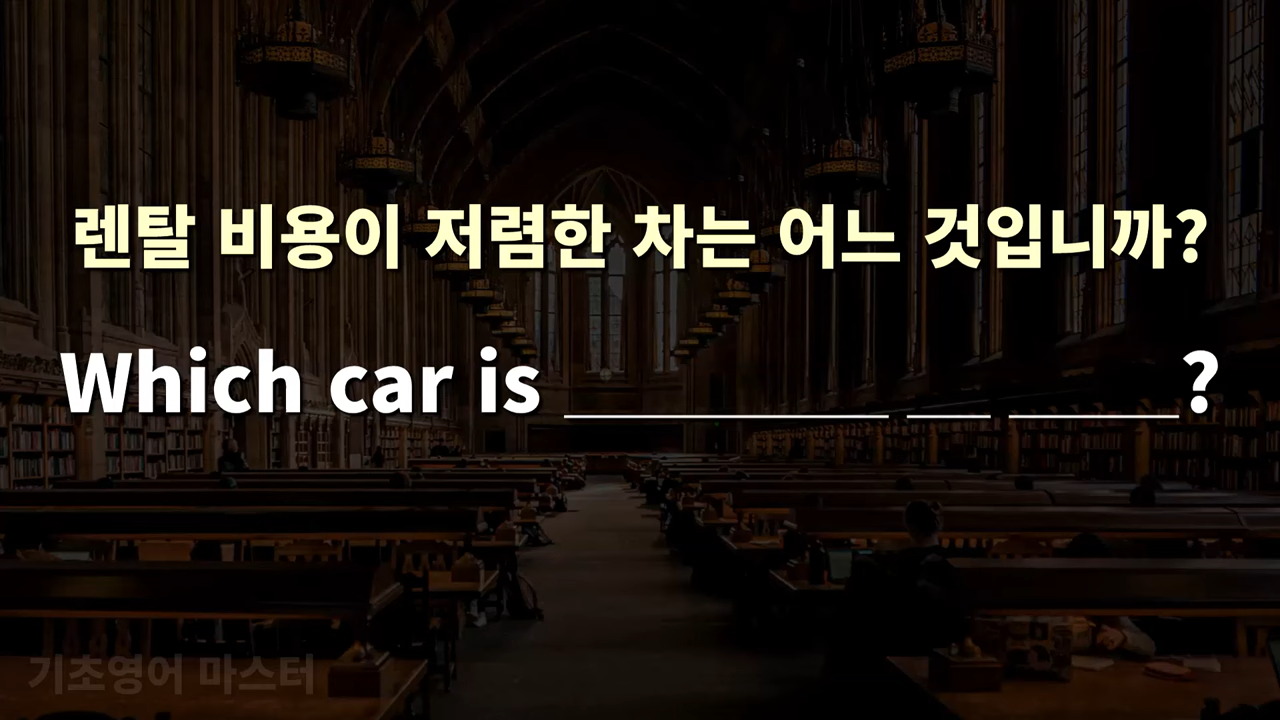 렌탈 비용이 저렴한 차는 어느 것입니까?
Which car is __________ __ _____?
기초영어 마스터